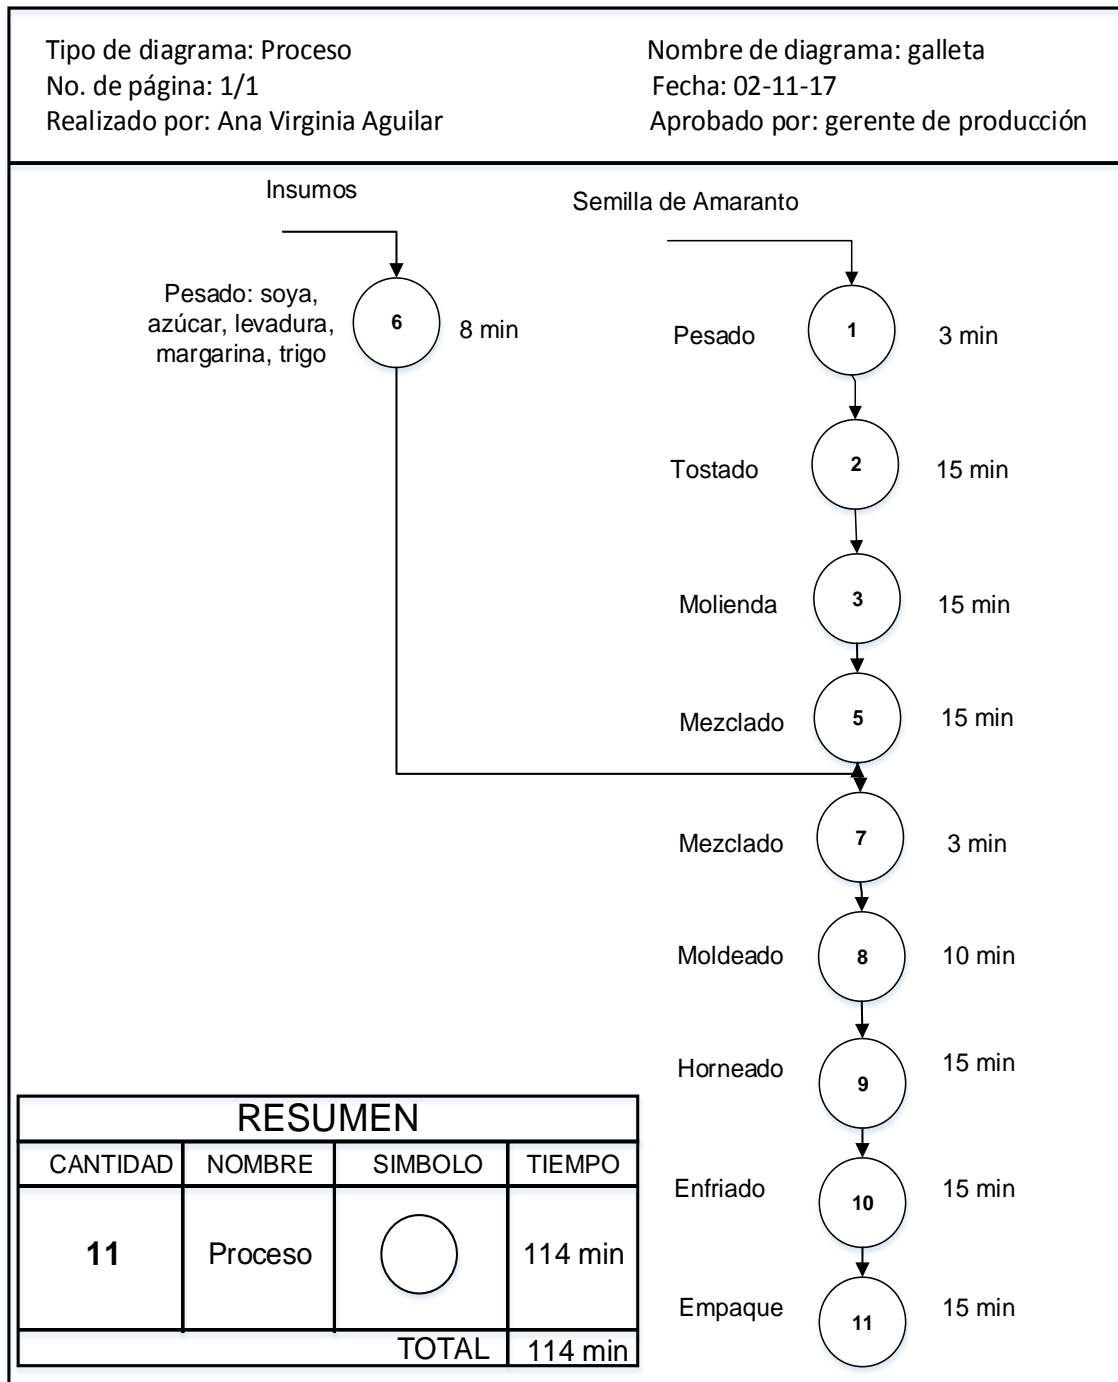 Tipo de diagrama: Proceso
No. de página: 1/1
Realizado por: Ana Virginia Aguilar
Nombre de diagrama: galleta
Fecha: 02-11-17
Aprobado por: gerente de producción
Insumos
Pesado: soya,
azúcar, levadura,
margarina, trigo
6
8 min
Semilla de Amaranto
Pesado
1
3 min
Tostado
2
15 min
Molienda
3
15 min
Mezclado
5
15 min
Mezclado
7
3 min
Moldeado
8
10 min
Horneado
9
15 min
Enfriado
10
15 min
Empaque
11
15 min
RESUMEN
CANTIDAD NOMBRE SIMBOLO TIEMPO
11 Proceso 114 min
TOTAL 114 min